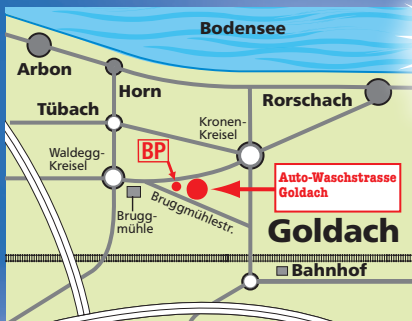 Bodensee
Arbon
Horn
Tübach
Rorschach
Kronen-
Kreisel
Waldegg-
Kreisel
BP
Auto-Waschstrasse
Goldach
Bruggmühlestr.
Brugg-
mühle
Goldach
Bahnhof